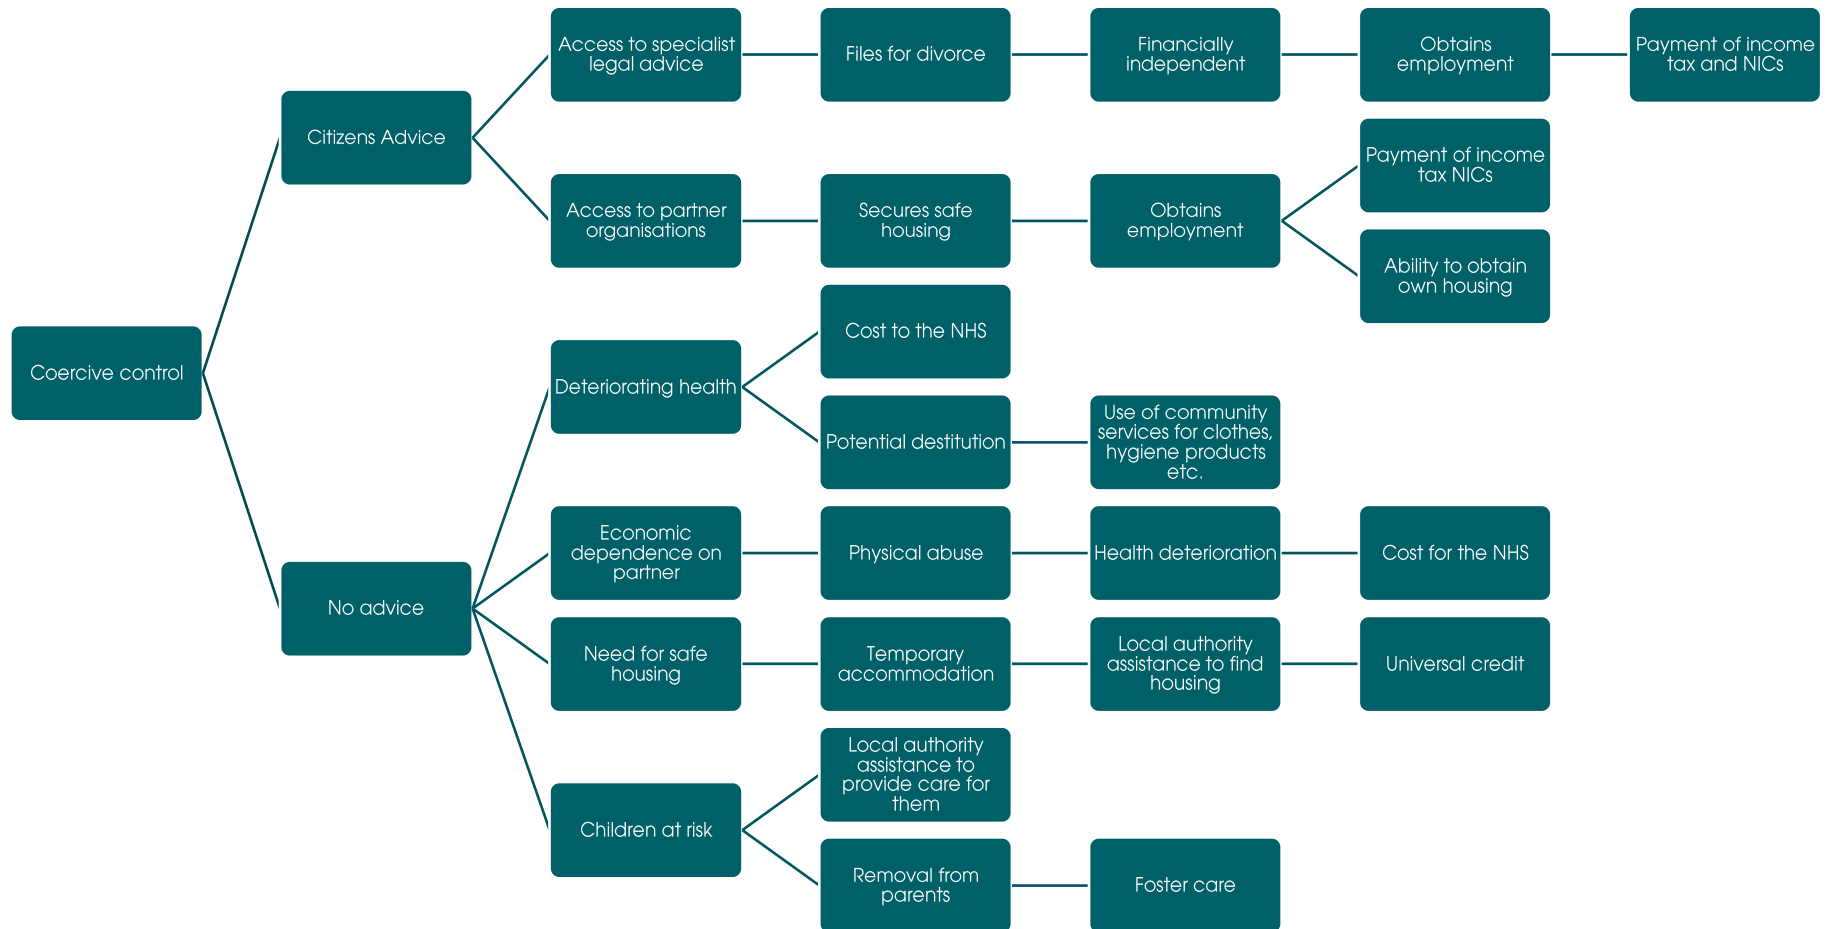 Access to specialist
legal advice
Files for divorce
Financially
independent
Obtains
employment
Payment of income
tax and NICs
Citizens Advice
Payment of income
tax NICs
Access to partner
organisations
Secures safe
housing
Obtains
employment
Ability to obtain
own housing
Coercive control
Deteriorating health
Cost to the NHS
Potential destitution
Use of community
services for clothes,
hygiene products
etc.
No advice
Economic
dependence on
partner
Physical abuse
Health deterioration
Cost for the NHS
Need for safe
housing
Temporary
accommodation
Local authority
assistance to find
housing
Universal credit
Children at risk
Local authority
assistance to
provide care for
them
Removal from
parents
Foster care